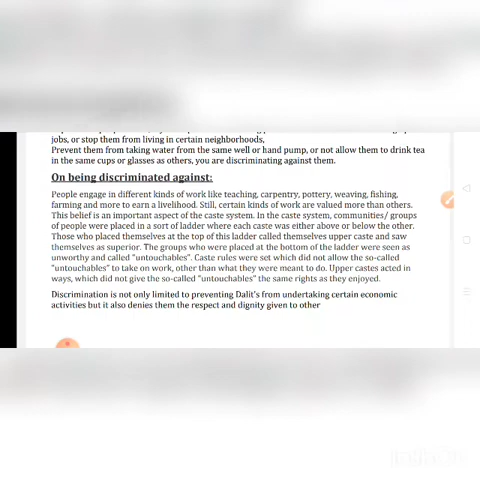 jobs, or stop them from living in certain neighborhoods,
Prevent them from taking water from the same well or hand pump, or not allow them to drink tea
in the same cups or glasses as others, you are discriminating against them.
On being discriminated against:
People engage in different kinds of work like teaching, carpentry, pottery, weaving, fishing,
farming and more to earn a livelihood. Still, certain kinds of work are valued more than others.
This belief is an important aspect of the caste system. In the caste system, communities/ groups
of people were placed in a sort of ladder where each caste was either above or below the other.
Those who placed themselves at the top of this ladder called themselves upper caste and saw
themselves as superior. The groups who were placed at the bottom of the ladder were seen as
unworthy and called "untouchables". Caste rules were set which did not allow the so-called
"untouchables" to take on work, other than what they were meant to do. Upper castes acted in
ways, which did not give the so-called "untouchables" the same rights as they enjoyed.
Discrimination is not only limited to preventing Dalit's from undertaking certain economic
activities but it also denies them the respect and dignity given to other